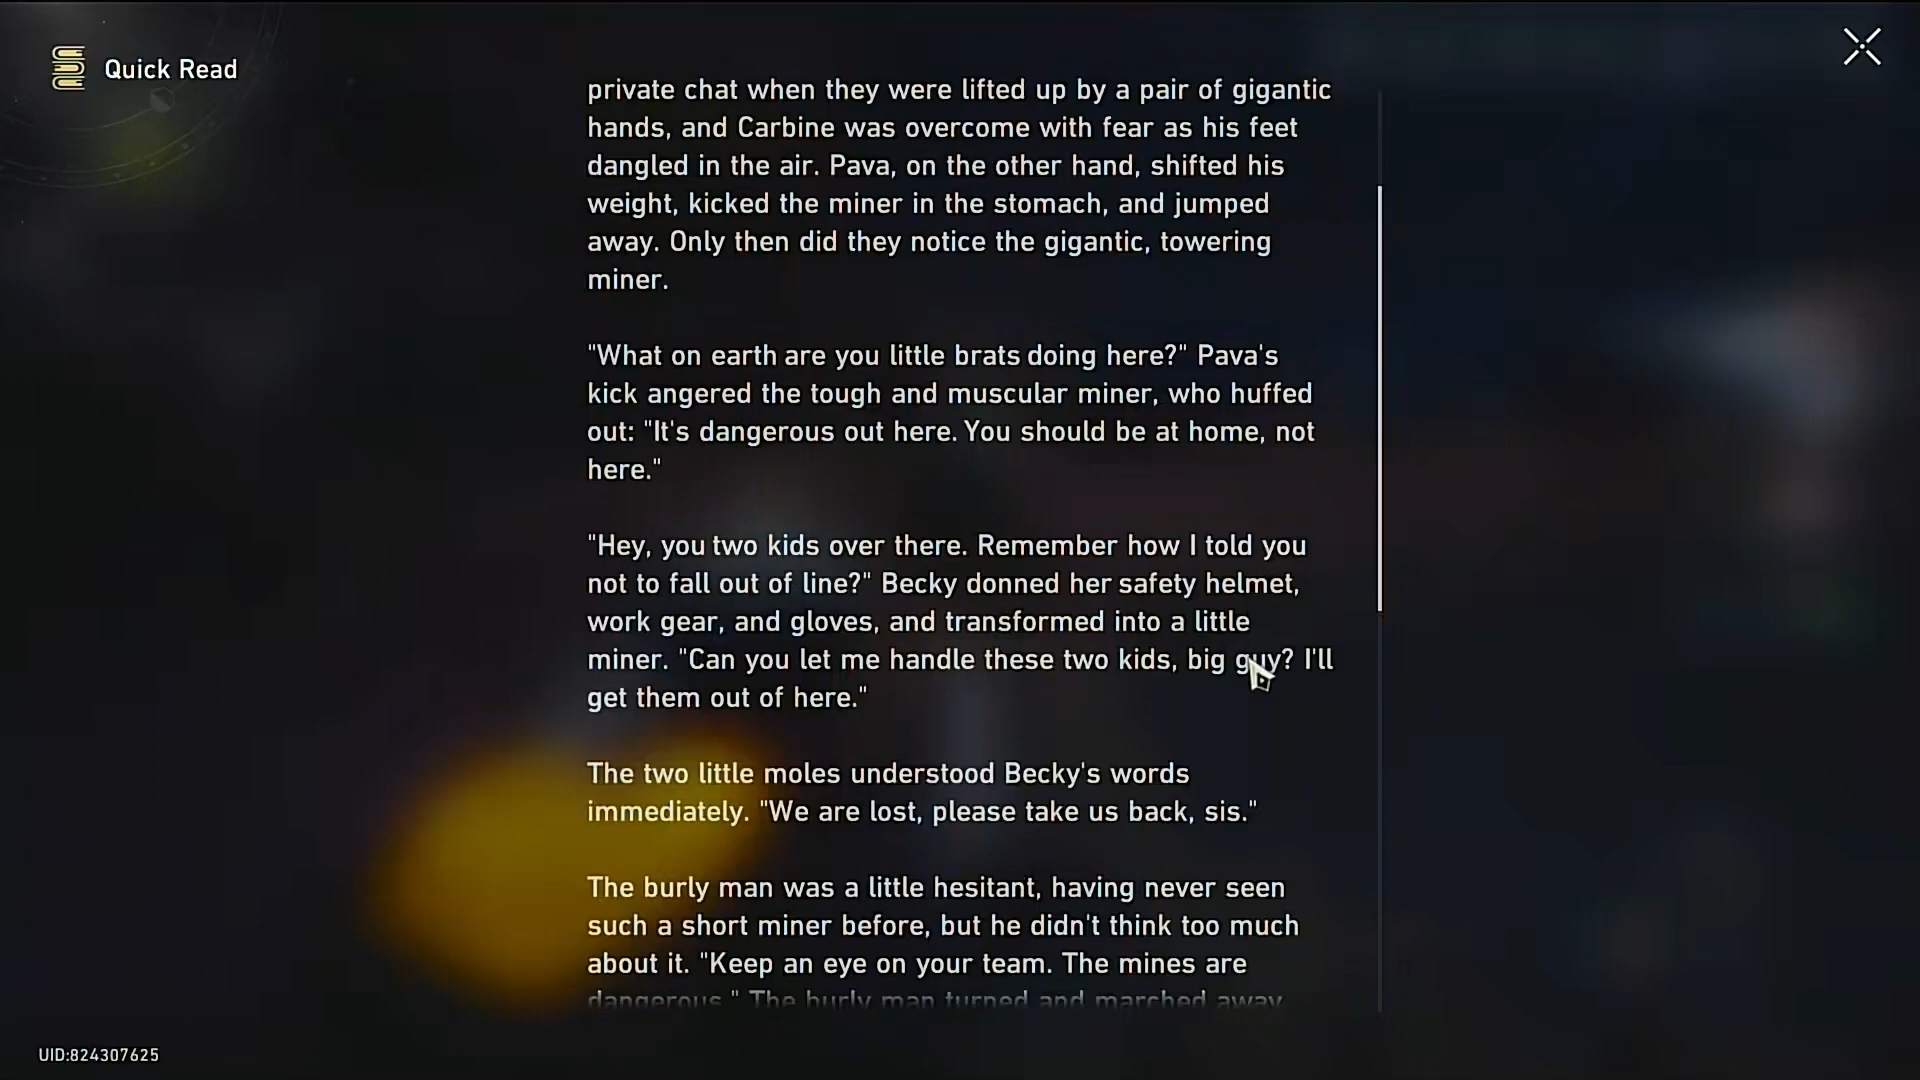 Quick Read
private chat when they were lifted up by a pair of gigantic
hands, and Carbine was overcome with fear as his feet
dangled in the air. Pava, on the other hand, shifted his
weight, kicked the miner in the stomach, and jumped
away. Only then did they notice the gigantic, towering
miner.
"What on earth are you little brats doing here?" Pava's
kick angered the tough and muscular miner, who huffed
out: "It's dangerous out here. You should be at home, not
here."
"Hey, you two kids over there. Remember how I told you
not to fall out of line?" Becky donned her safety helmet,
work gear, and gloves, and transformed into a little
miner. "Can you let me handle these two kids, big guy? I'll
get them out of here."
The two little moles understood Becky's words
immediately. "We are lost, please take us back, sis."
The burly man was a little hesitant, having never seen
such a short miner before, but he didn't think too much
about it. "Keep an eye on your team. The mines are
dangerous." The burly man turned and marched away
UID:824307625